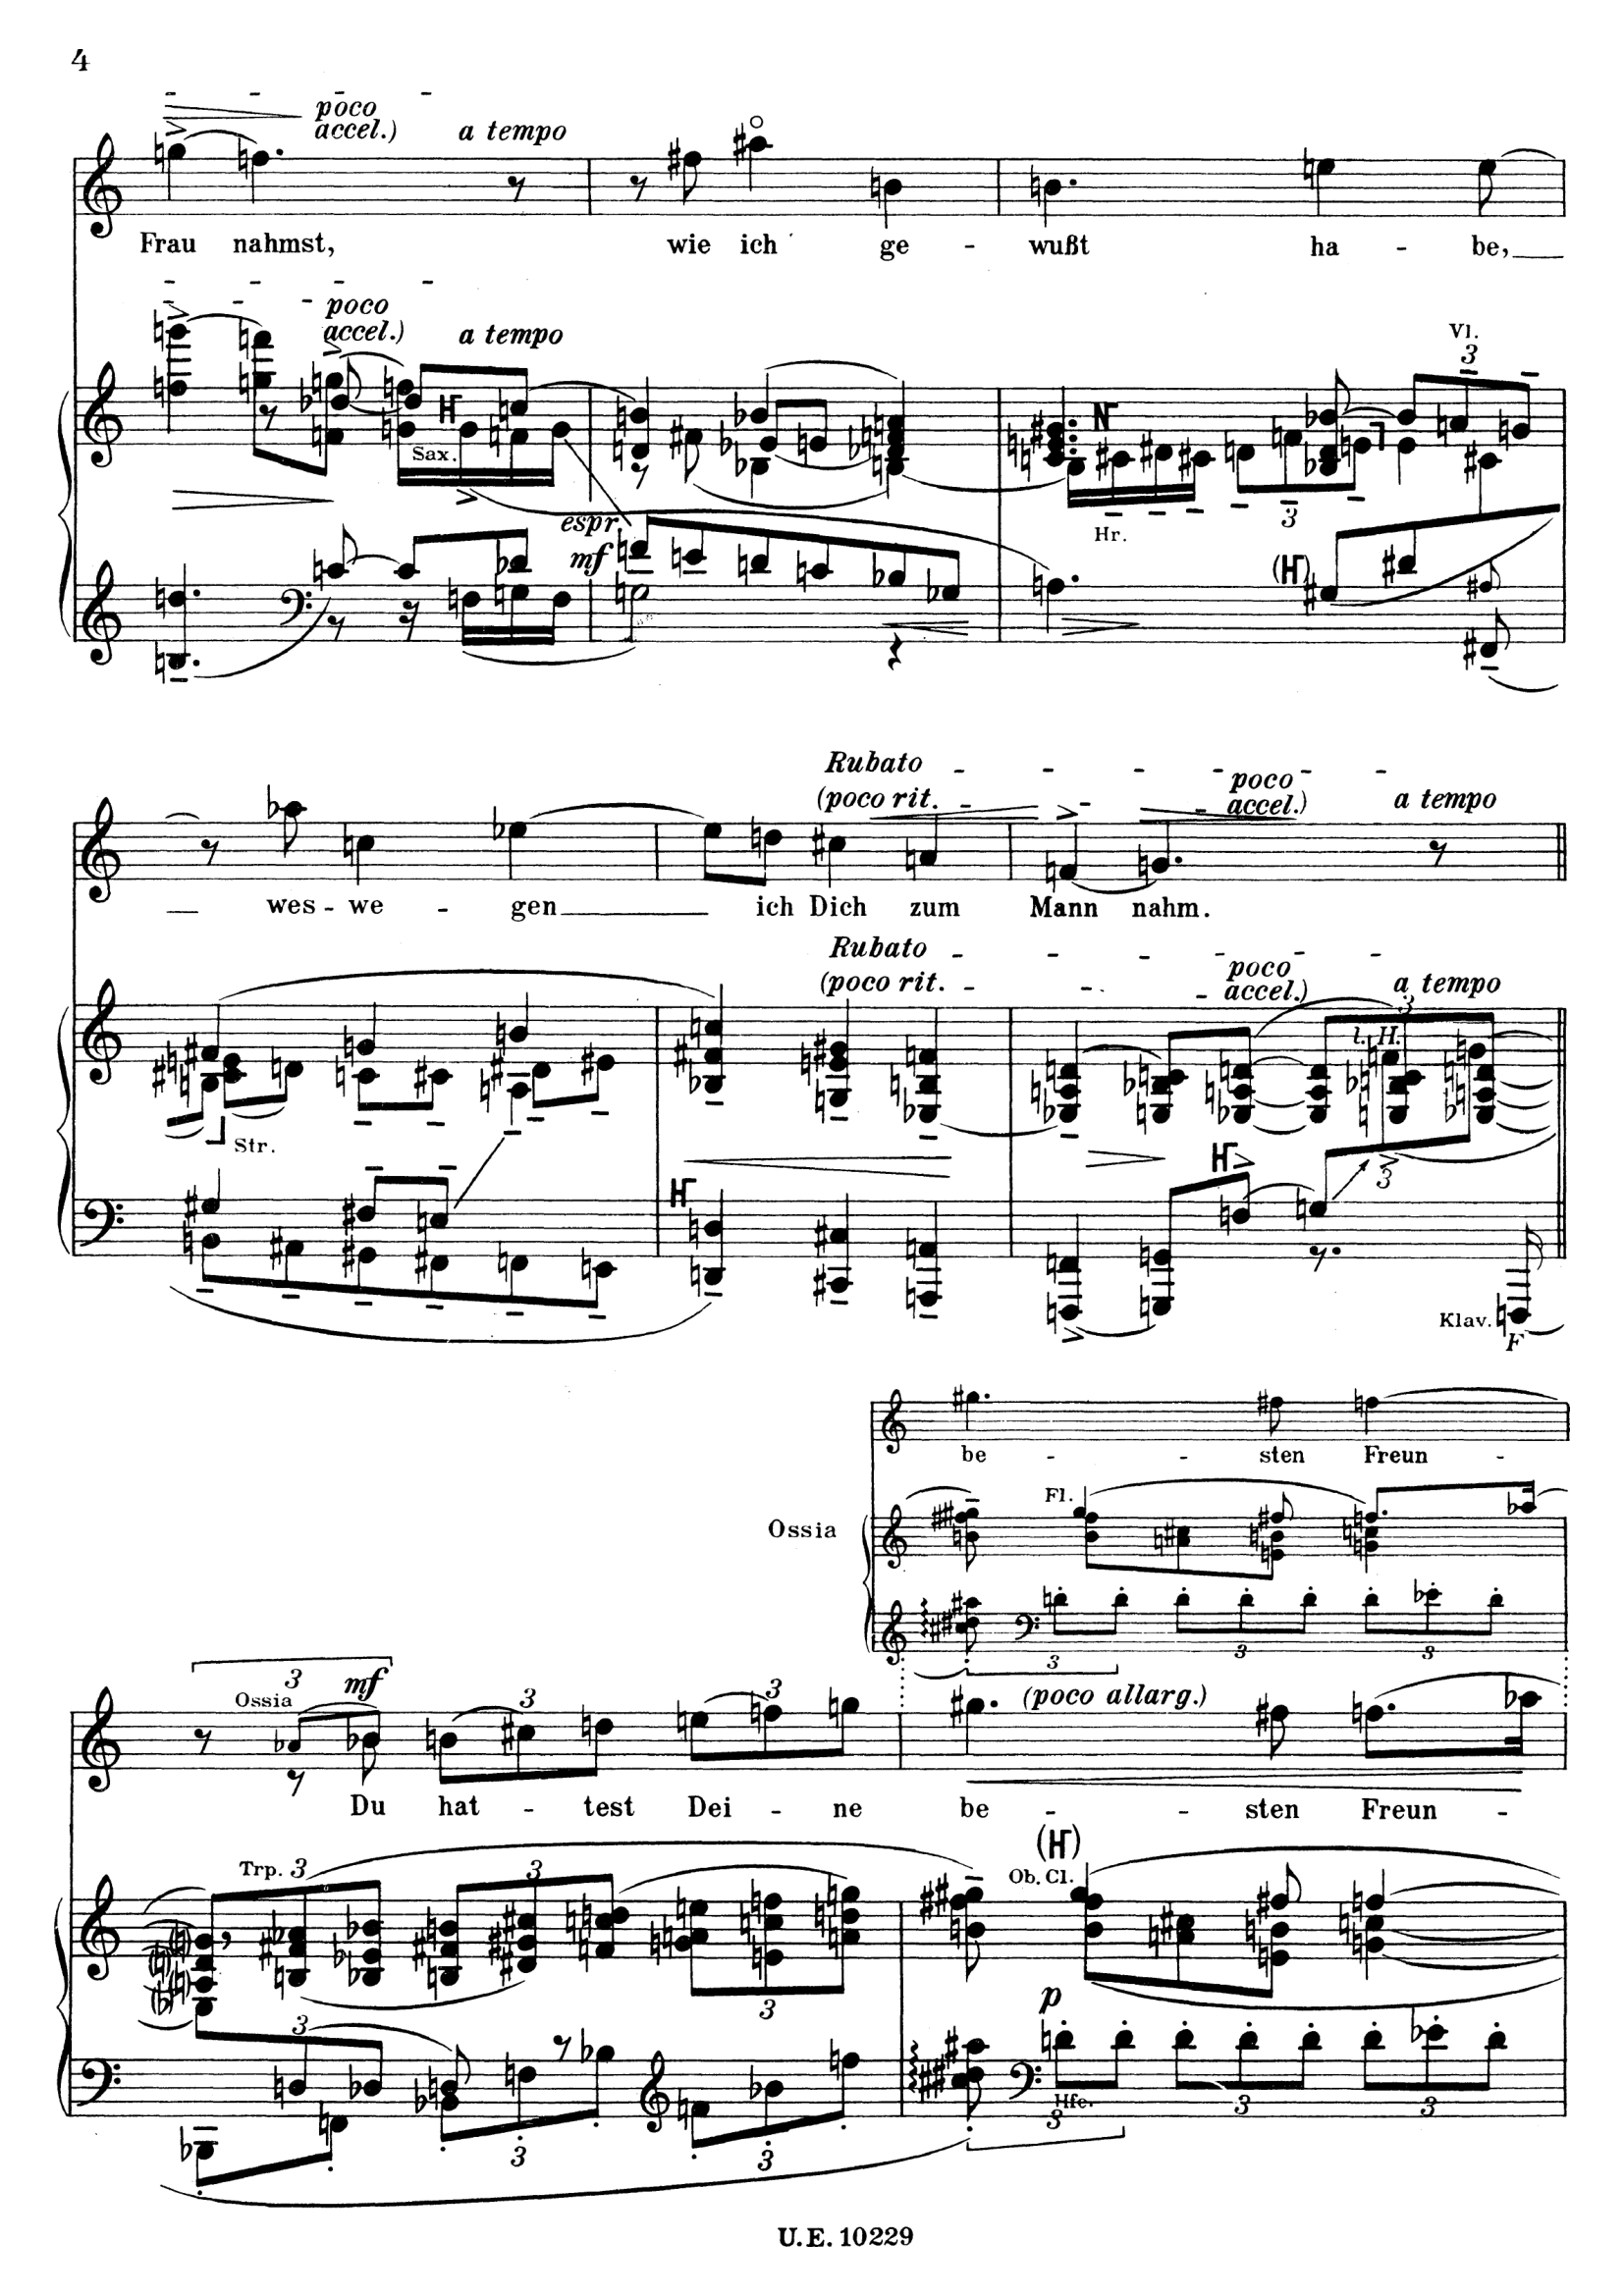 4
poco
accel.) a tempo
Frau nahmst, wie ich ge - wußt ha - be,
poco
accel.) a tempo
Vl.
3
Sax.
espr.
mf
Hr.
3
Rubato
(poco rit. poco
accel.) a tempo
wes - we - gen ich Dich zum Mann nahm.
Rubato
(poco rit. poco
accel.) a tempo
3
l. H.
Str.
3
Klav.
F
be - - sten Freun -
Ossia
Fl.
3 3 3
3 mf
Ossia 3 3
(poco allarg.)
Du hat - test Dei - ne be - - sten Freun -
Trp. 3 3
Ob. Cl.
3
p
3
3 3
Hfe.
3 3 3
U.E. 10229